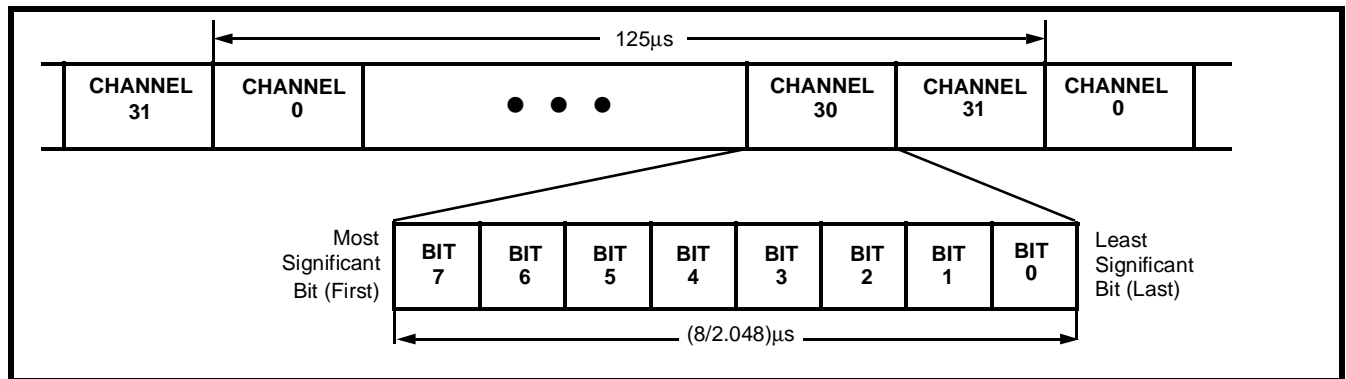 125μs
CHANNEL 31
CHANNEL 0
• • •
CHANNEL 30
CHANNEL 31
CHANNEL 0
Most Significant Bit (First)
BIT 7
BIT 6
BIT 5
BIT 4
BIT 3
BIT 2
BIT 1
BIT 0
Least Significant Bit (Last)
(8/2.048)μs